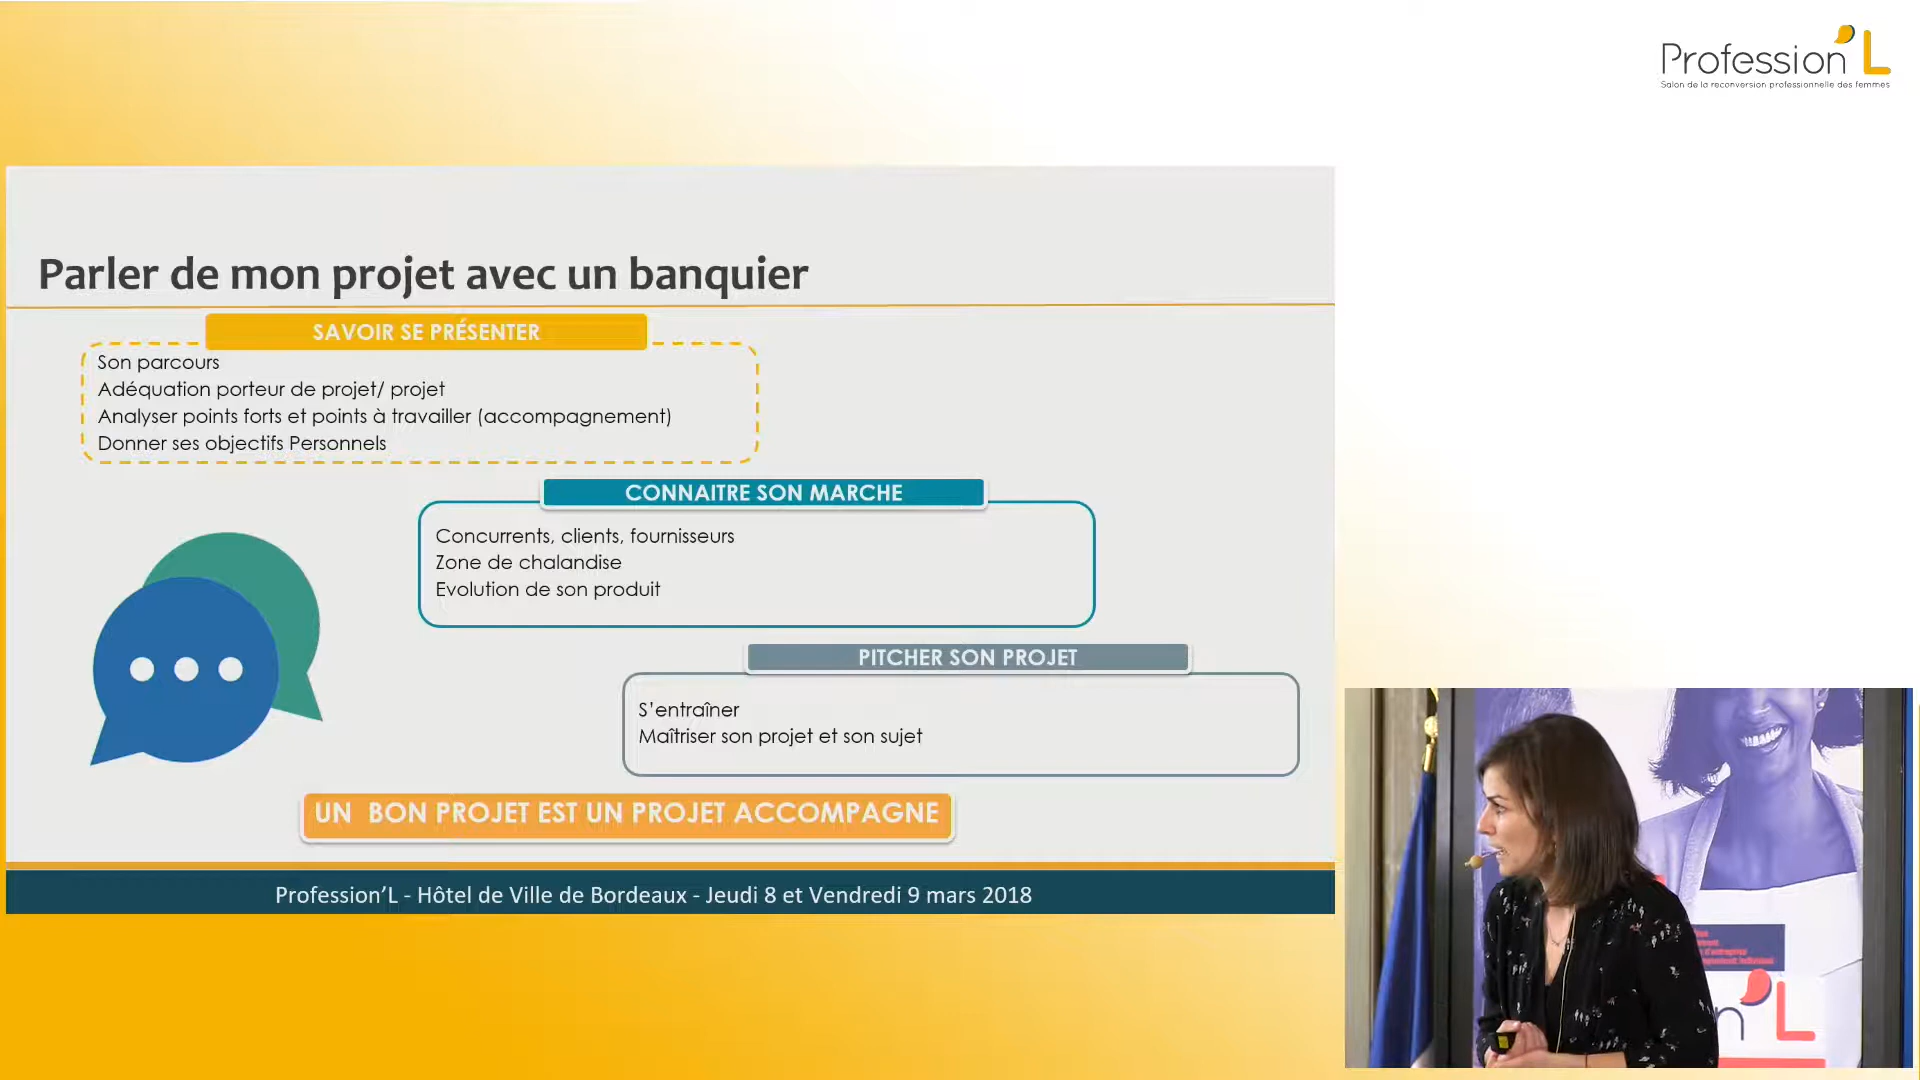 Profession'L
Salon de la reconversion professionnelle des femmes
Parler de mon projet avec un banquier
SAVOIR SE PRÉSENTER
Son parcours
Adéquation porteur de projet/ projet
Analyser points forts et points à travailler (accompagnement)
Donner ses objectifs Personnels
CONNAITRE SON MARCHE
Concurrents, clients, fournisseurs
Zone de chalandise
Evolution de son produit
PITCHER SON PROJET
S'entraîner
Maîtriser son projet et son sujet
UN  BON PROJET EST UN PROJET ACCOMPAGNE
Profession'L - Hôtel de Ville de Bordeaux - Jeudi 8 et Vendredi 9 mars 2018
n'L